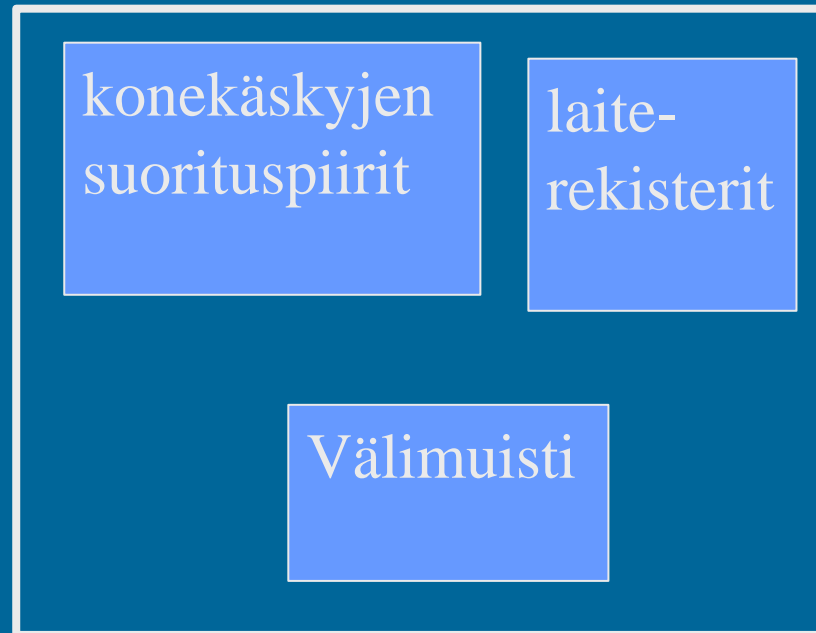 konekäskyjen
suorituspiirit
laite-
rekisterit
Välimuisti